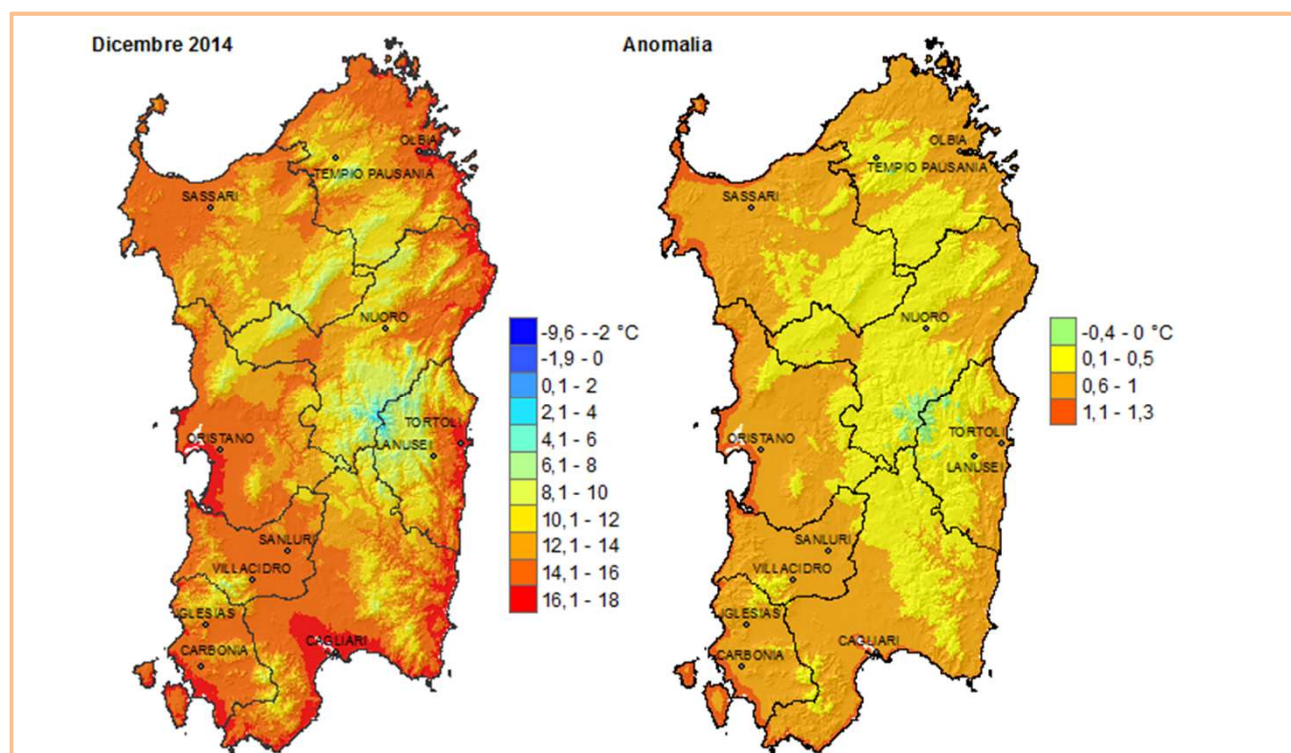 Dicembre 2014
OLBIA
TEMPIO PAUSANIA
SASSARI
NUORO
TORTOLI
ORISTANO
LANUSEI
SANLURI
VILLACIDRO
IGLESIAS
CAGLIARI
CARBONIA
-9,6 - -2 °C
-1,9 - 0
0,1 - 2
2,1 - 4
4,1 - 6
6,1 - 8
8,1 - 10
10,1 - 12
12,1 - 14
14,1 - 16
16,1 - 18
Anomalia
OLBIA
TEMPIO PAUSANIA
SASSARI
NUORO
TORTOLI
ORISTANO
LANUSEI
SANLURI
VILLACIDRO
IGLESIAS
CAGLIARI
CARBONIA
-0,4 - 0 °C
0,1 - 0,5
0,6 - 1
1,1 - 1,3